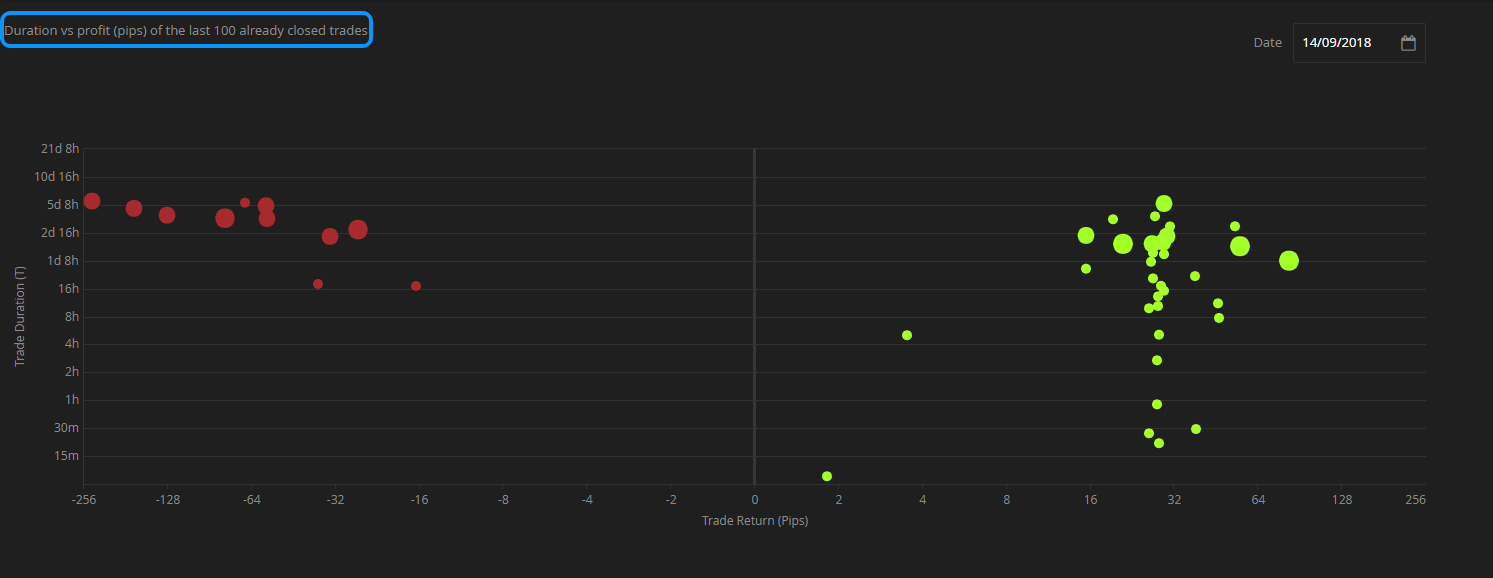 Duration vs profit (pips) of the last 100 already closed trades
Date 14/09/2018
21d 8h
10d 16h
5d 8h
2d 16h
1d 8h
16h
8h
4h
2h
1h
30m
15m
Trade Duration (T)
-256 -128 -64 -32 -16 -8 -4 -2 0 2 4 8 16 32 64 128 256
Trade Return (Pips)